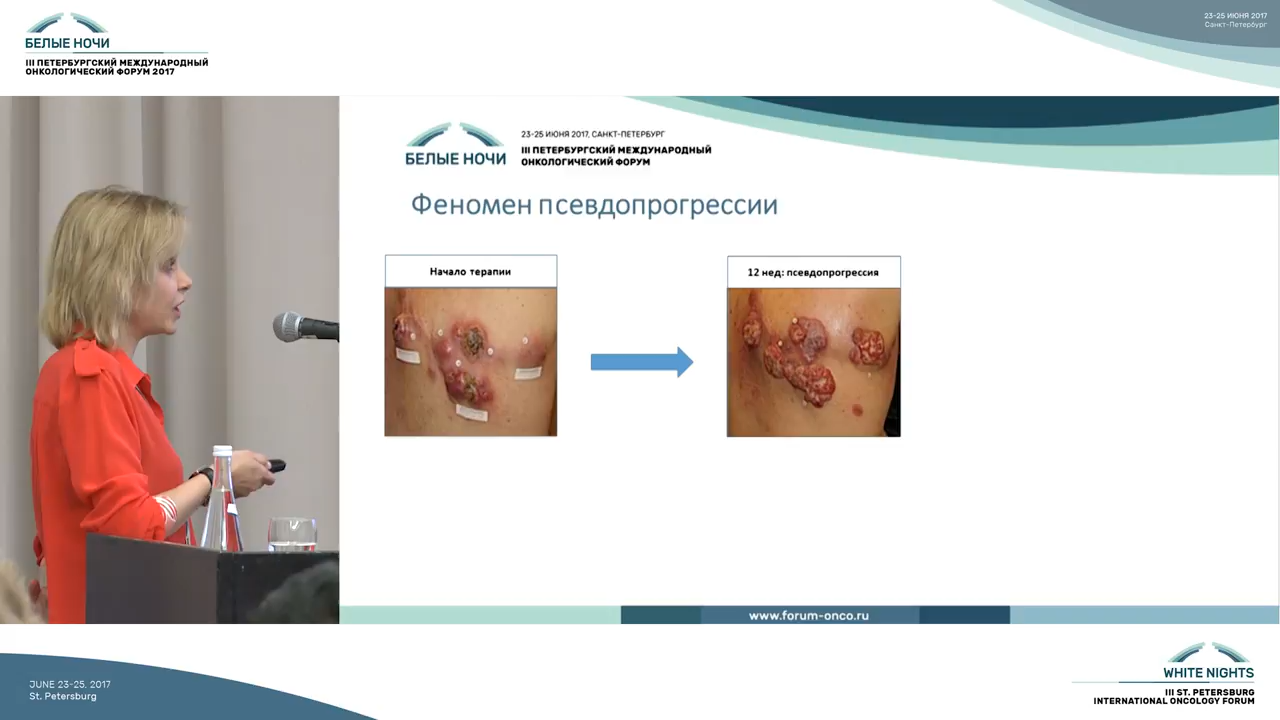 БЕЛЫЕ НОЧИ
III ПЕТЕРБУРГСКИЙ МЕЖДУНАРОДНЫЙ
ОНКОЛОГИЧЕСКИЙ ФОРУМ 2017
23-25 ИЮНЯ 2017
Санкт-Петербург
БЕЛЫЕ НОЧИ
23-25 ИЮНЯ 2017, САНКТ-ПЕТЕРБУРГ
III ПЕТЕРБУРГСКИЙ МЕЖДУНАРОДНЫЙ
ОНКОЛОГИЧЕСКИЙ ФОРУМ
Феномен псевдопрогрессии
Начало терапии
12 нед: псевдопрогрессия
www.forum-onco.ru
JUNE 23-25, 2017
St. Petersburg
WHITE NIGHTS
III ST. PETERSBURG
INTERNATIONAL ONCOLOGY FORUM